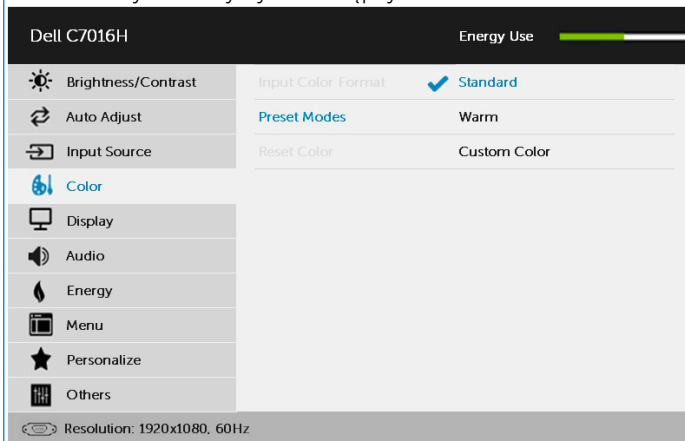 Dell C7016H Energy Use
Brightness/Contrast Input Color Format Standard
Auto Adjust Preset Modes Warm
Input Source Reset Color Custom Color
Color
Display
Audio
Energy
Menu
Personalize
Others
Resolution: 1920x1080, 60Hz